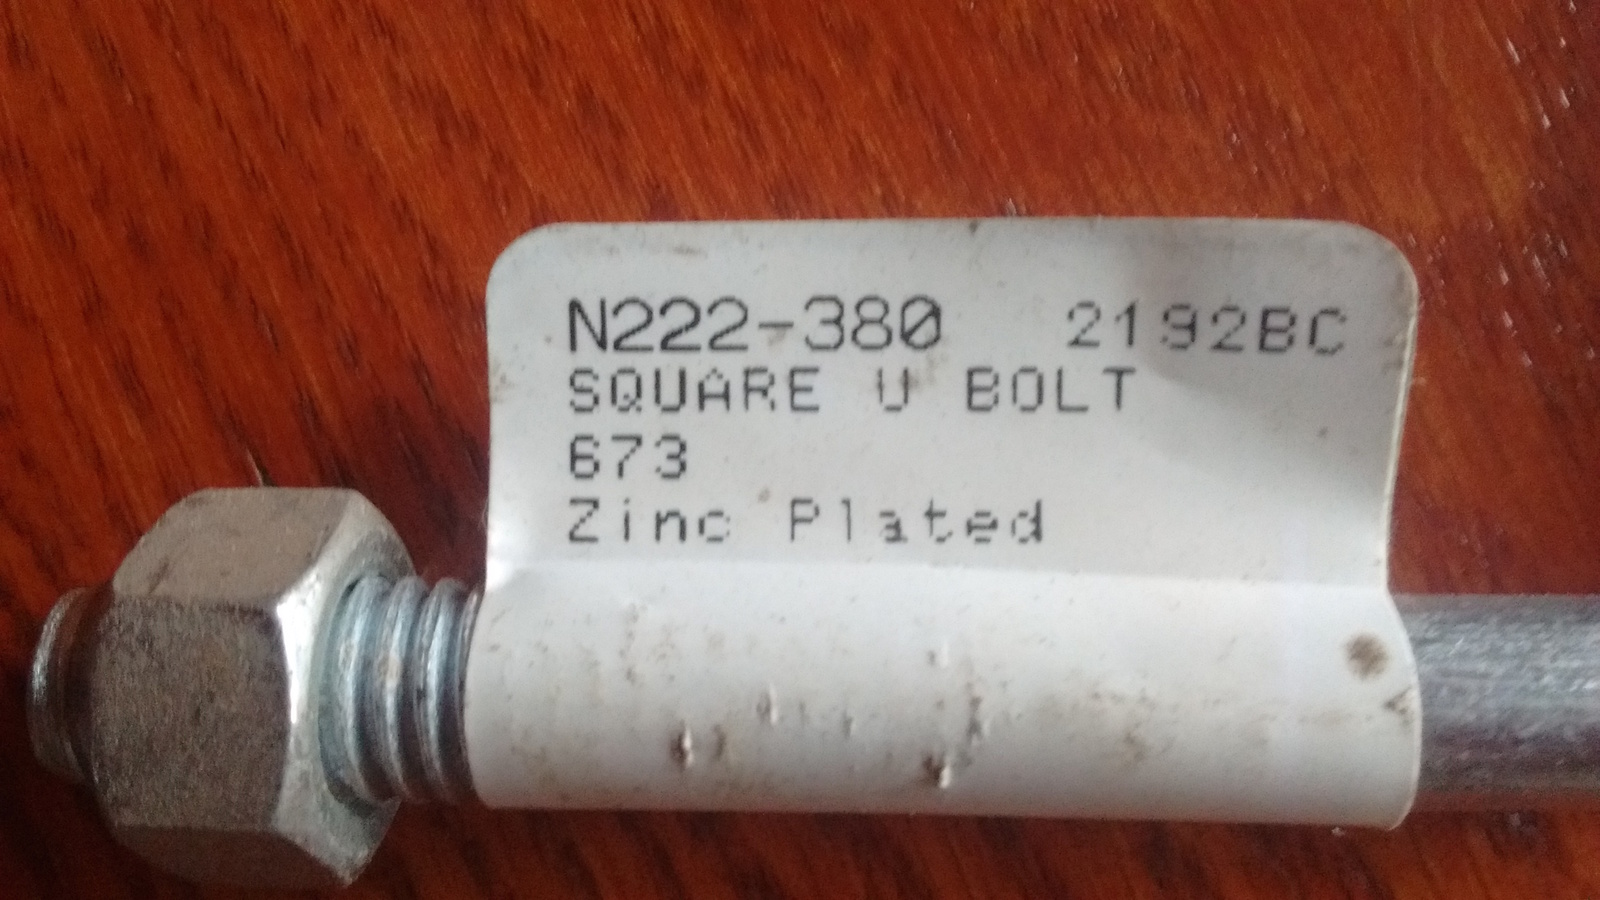 N222-380 2192BC
SQUARE U BOLT
673
Zinc Plated